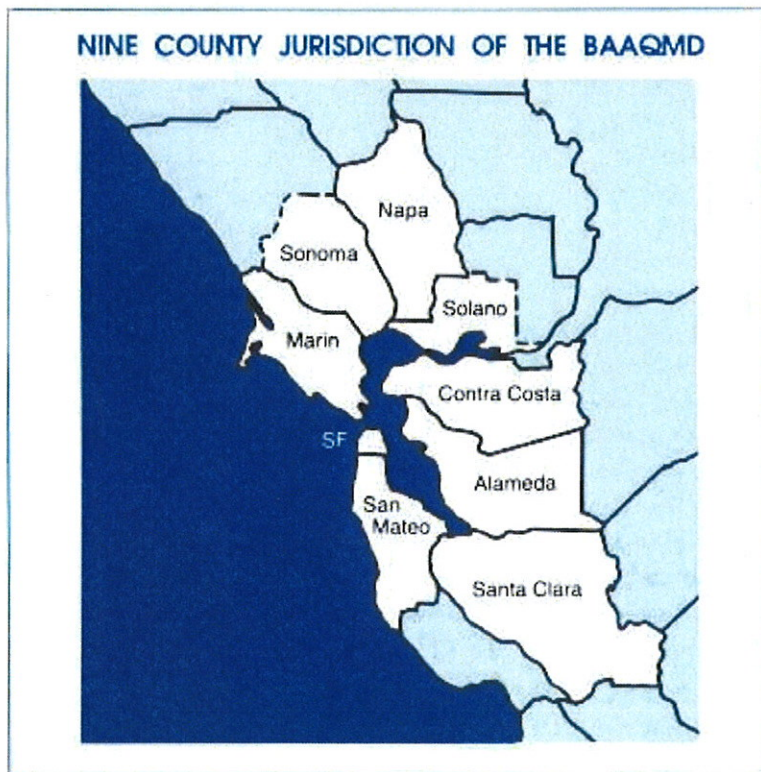 NINE COUNTY JURISDICTION OF THE BAAQMD
Napa
Sonoma
Solano
Marin
Contra Costa
SF
Alameda
San
Mateo
Santa Clara